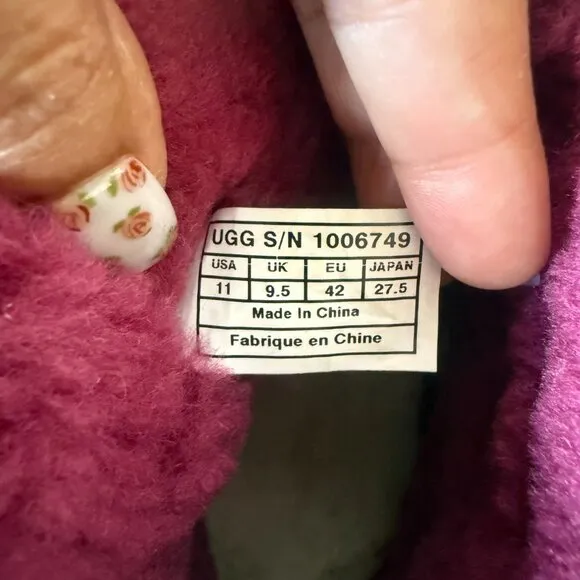 UGG S/N 1006749
USA UK EU JAPAN
11 9.5 42 27.5
Made In China
Fabrique en Chine